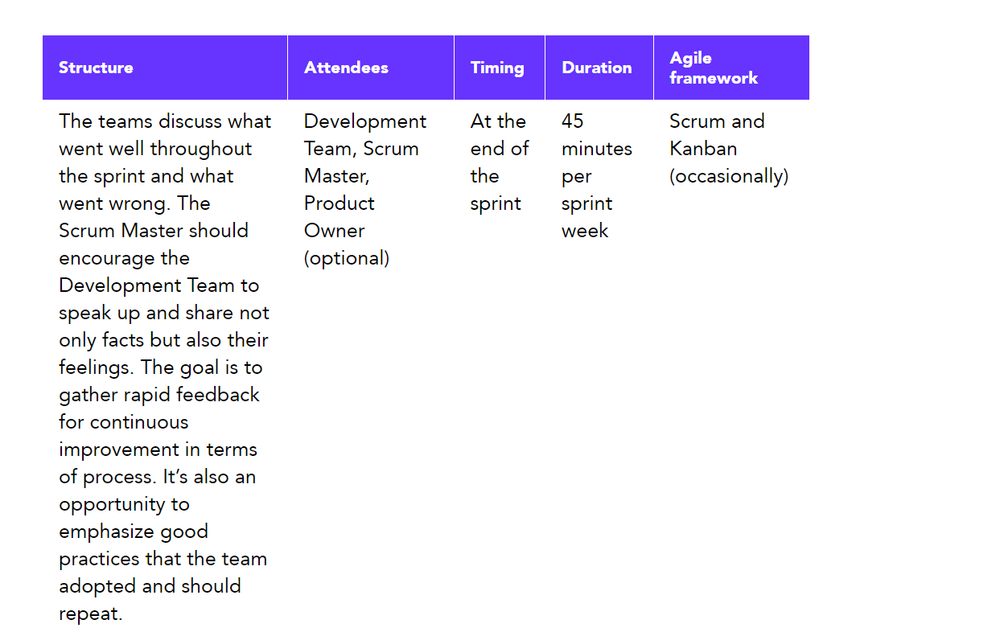 Structure
Attendees
Timing
Duration
Agile
framework
The teams discuss what
went well throughout
the sprint and what
went wrong. The
Scrum Master should
encourage the
Development Team to
speak up and share not
only facts but also their
feelings. The goal is to
gather rapid feedback
for continuous
improvement in terms
of process. It’s also an
opportunity to
emphasize good
practices that the team
adopted and should
repeat.
Development
Team, Scrum
Master,
Product
Owner
(optional)
At the
end of
the
sprint
45
minutes
per
sprint
week
Scrum and
Kanban
(occasionally)